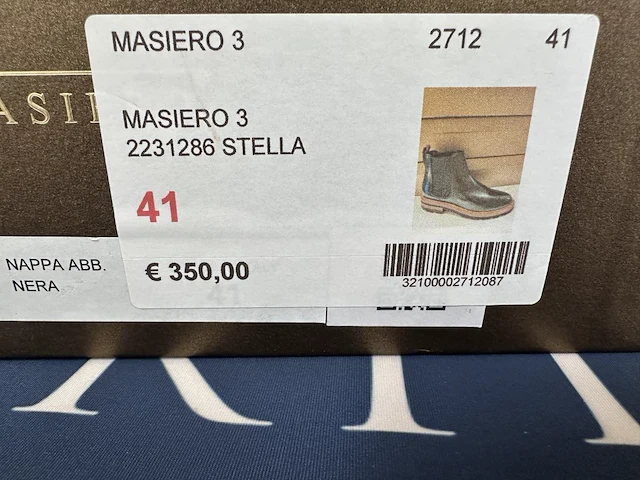 MASIERO 3 2712 41
MASIERO 3
2231286 STELLA
41
€ 350,00
32100002712087
NAPPA ABB.
NERA